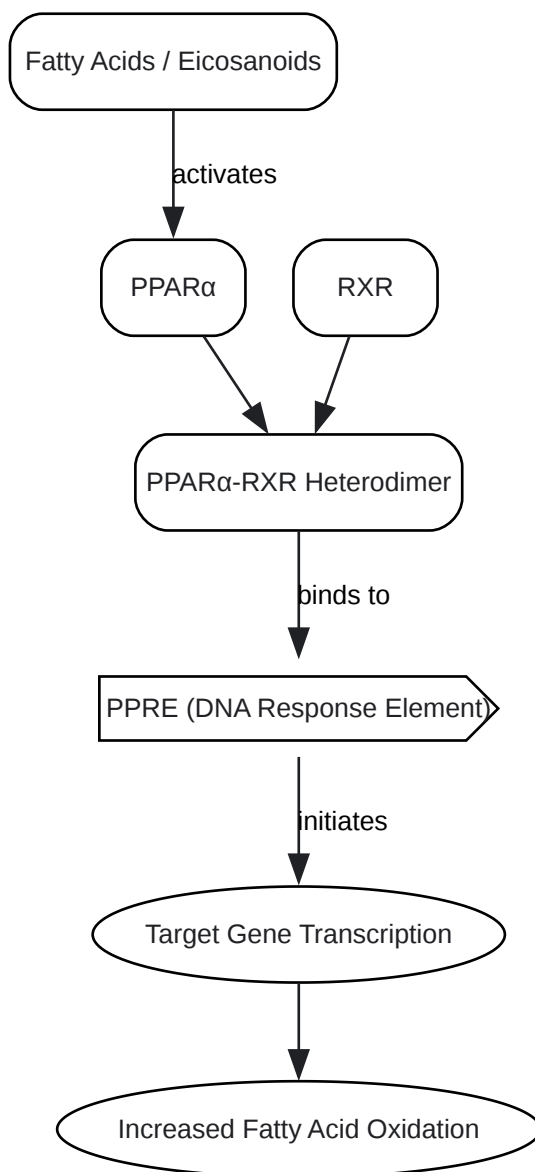 Fatty Acids / Eicosanoids
activates
PPARα
RXR
PPARα-RXR Heterodimer
binds to
PPRE (DNA Response Element)
initiates
Target Gene Transcription
Increased Fatty Acid Oxidation